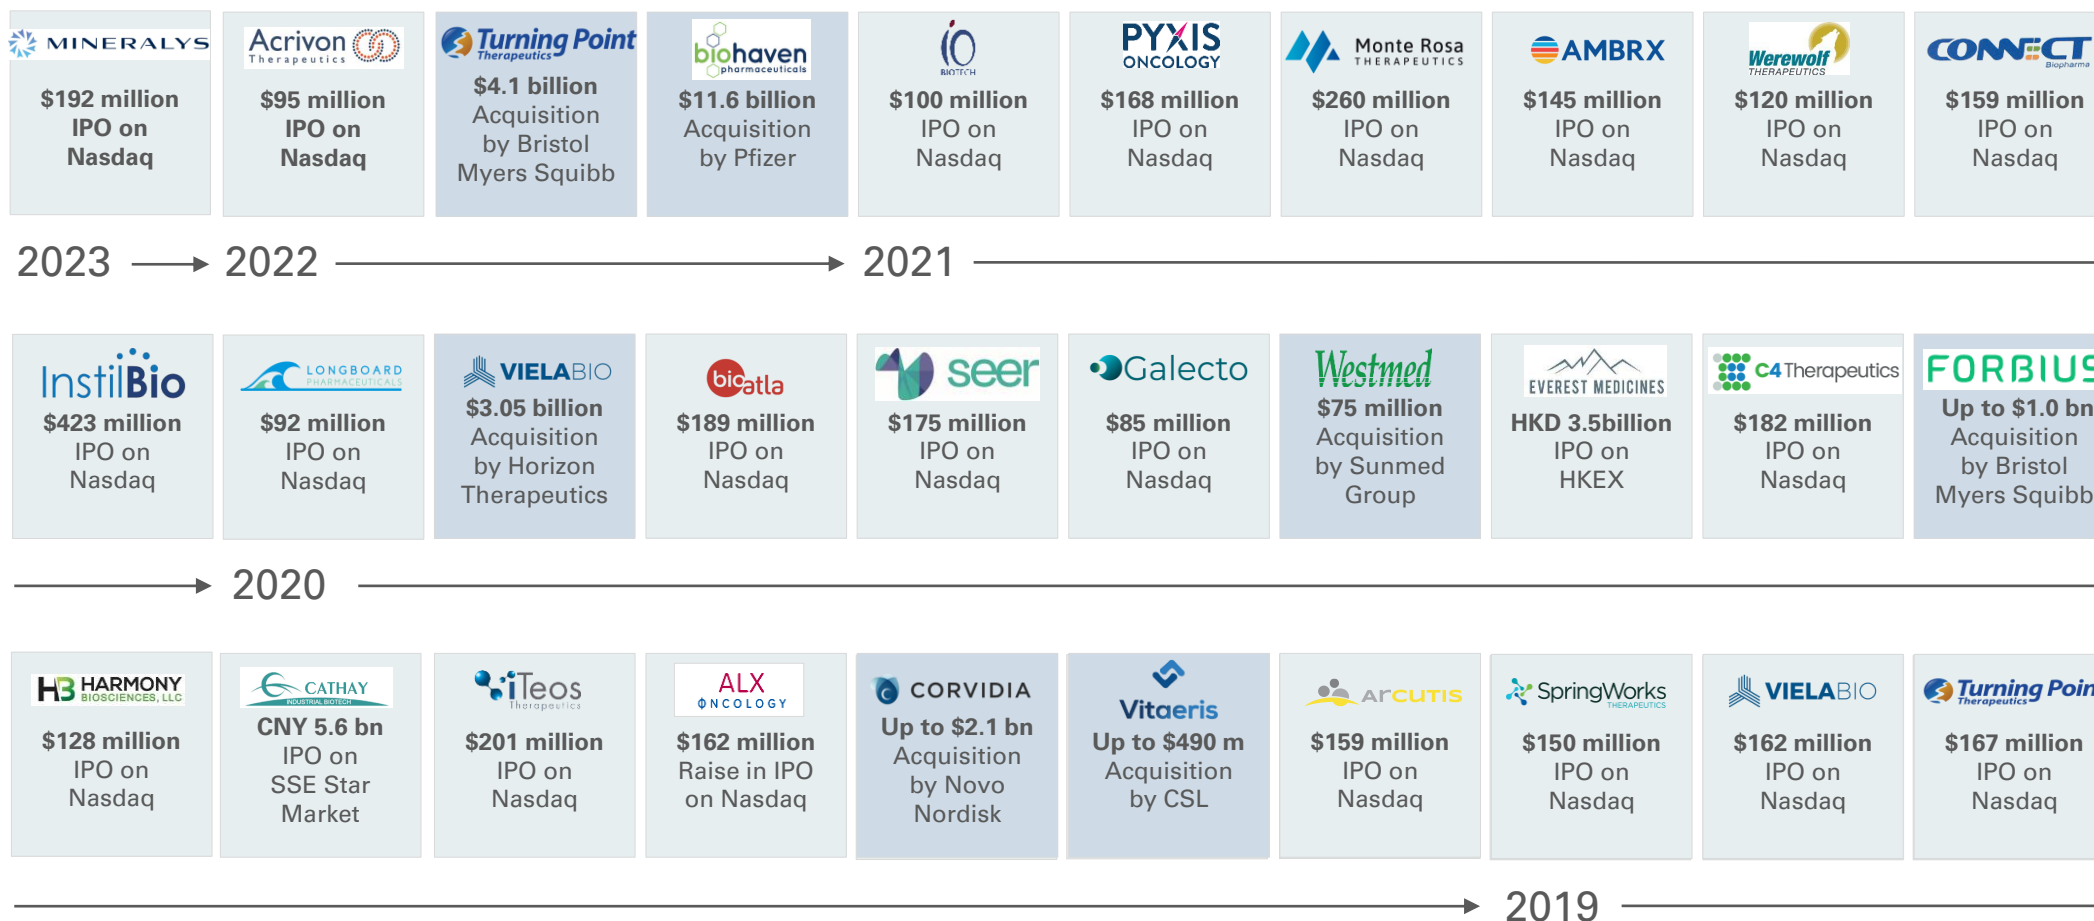 MINERALYS
$192 million
IPO on
Nasdaq
Acrivon
Therapeutics
$95 million
IPO on
Nasdaq
Turning Point
Therapeutics
$4.1 billion
Acquisition
by Bristol
Myers Squibb
biohaven
pharmaceuticals
$11.6 billion
Acquisition
by Pfizer
IO
BIOTECH
$100 million
IPO on
Nasdaq
PYXIS
ONCOLOGY
$168 million
IPO on
Nasdaq
Monte Rosa
THERAPEUTICS
$260 million
IPO on
Nasdaq
AMBRX
$145 million
IPO on
Nasdaq
Werewolf
THERAPEUTICS
$120 million
IPO on
Nasdaq
CONNECT
Biopharma
$159 million
IPO on
Nasdaq
2023
2022
2021
InstilBio
$423 million
IPO on
Nasdaq
LONGBOARD
PHARMACEUTICALS
$92 million
IPO on
Nasdaq
VIELABIO
$3.05 billion
Acquisition
by Horizon
Therapeutics
bioatla
$189 million
IPO on
Nasdaq
seer
$175 million
IPO on
Nasdaq
Galecto
$85 million
IPO on
Nasdaq
Westmed
$75 million
Acquisition
by Sunmed
Group
EVEREST MEDICINES
HKD 3.5billion
IPO on
HKEX
C4 Therapeutics
$182 million
IPO on
Nasdaq
FORBIUS
Up to $1.0 bn
Acquisition
by Bristol
Myers Squibb
2020
HB HARMONY
BIOSCIENCES, LLC
$128 million
IPO on
Nasdaq
CATHAY
INDUSTRIAL BIOTECH
CNY 5.6 bn
IPO on
SSE Star
Market
iTeos
Therapeutics
$201 million
IPO on
Nasdaq
ALX
ONCOLOGY
$162 million
Raise in IPO
on Nasdaq
CORVIDIA
Up to $2.1 bn
Acquisition
by Novo
Nordisk
Vitaeris
Up to $490 m
Acquisition
by CSL
Arcutis
$159 million
IPO on
Nasdaq
SpringWorks
THERAPEUTICS
$150 million
IPO on
Nasdaq
VIELABIO
$162 million
IPO on
Nasdaq
Turning Poin
Therapeutics
$167 million
IPO on
Nasdaq
2019